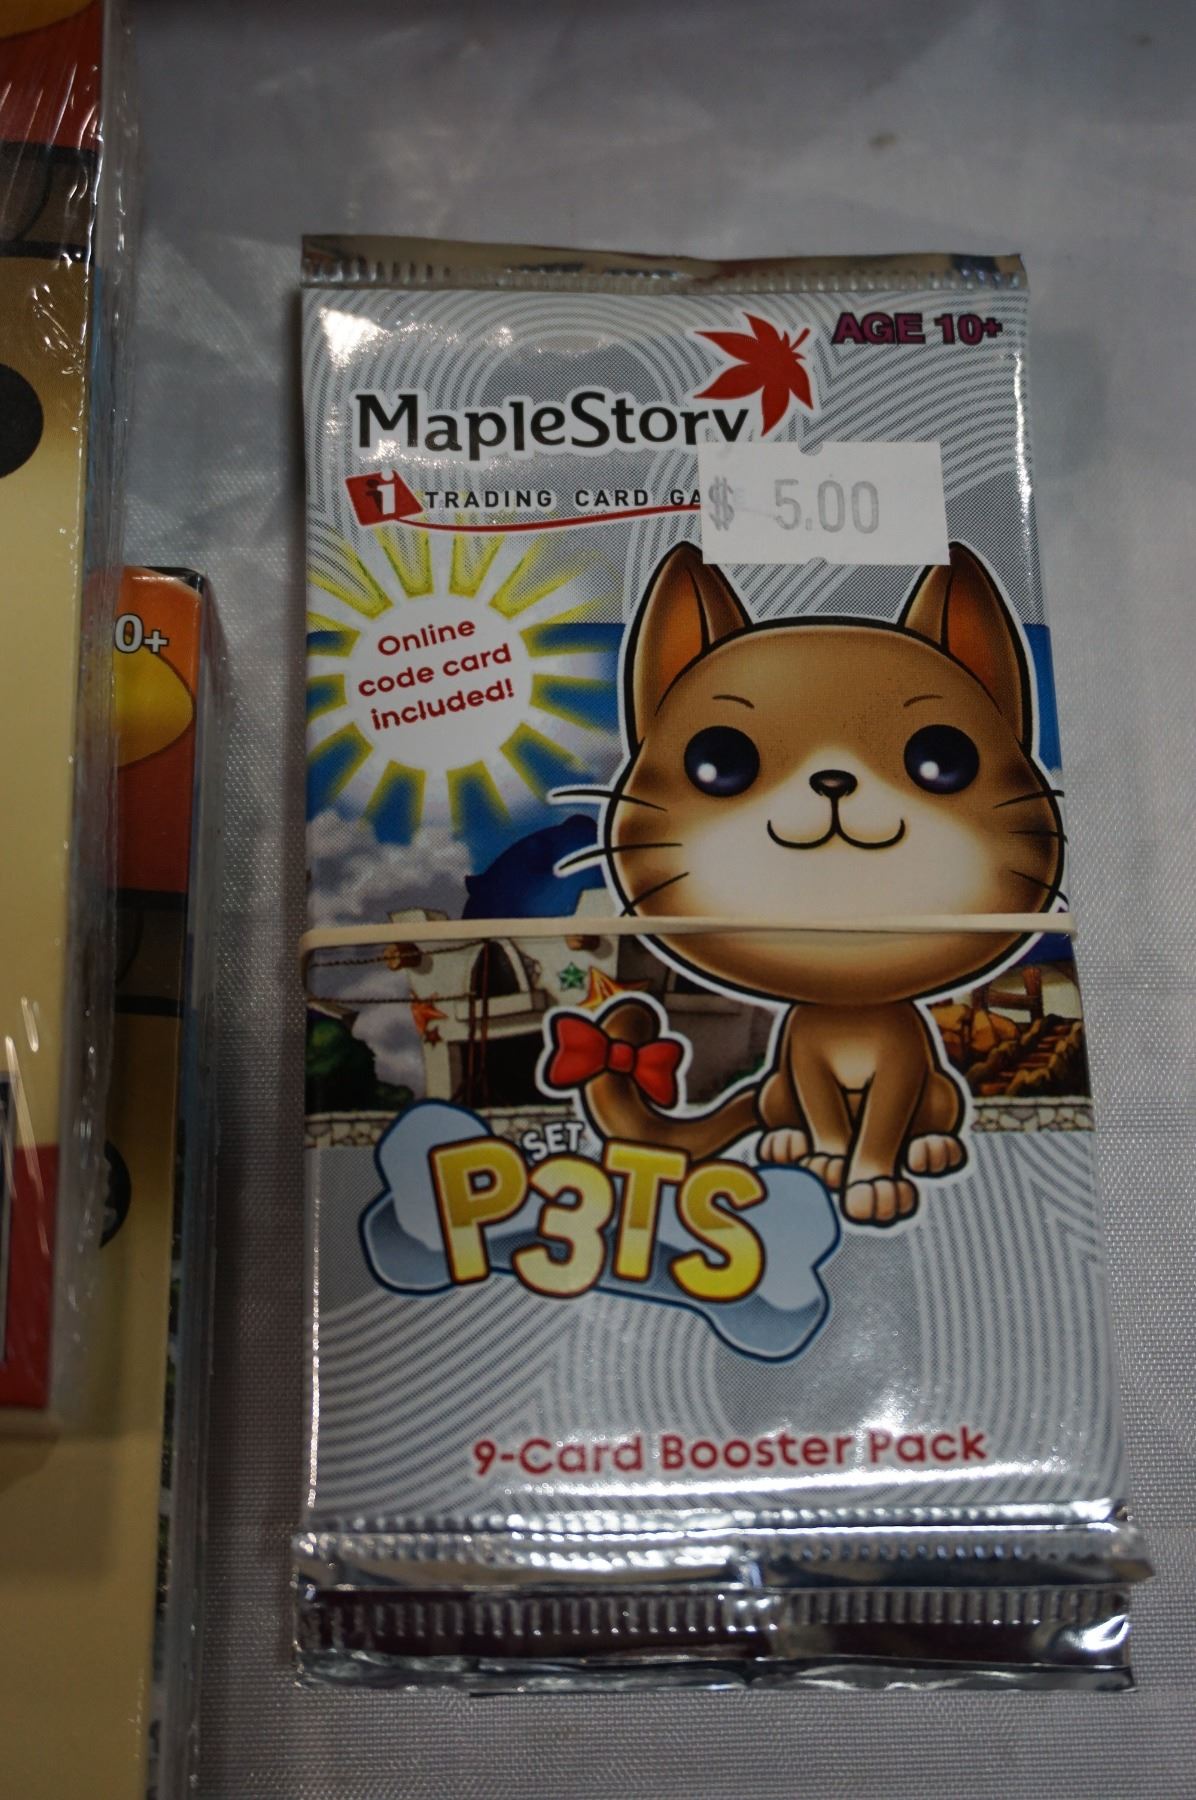 AGE 10+
MapleStory
i TRADING CARD GA
$ 5.00
Online
code card
included!
0+
SET
P3TS
9-Card Booster Pack